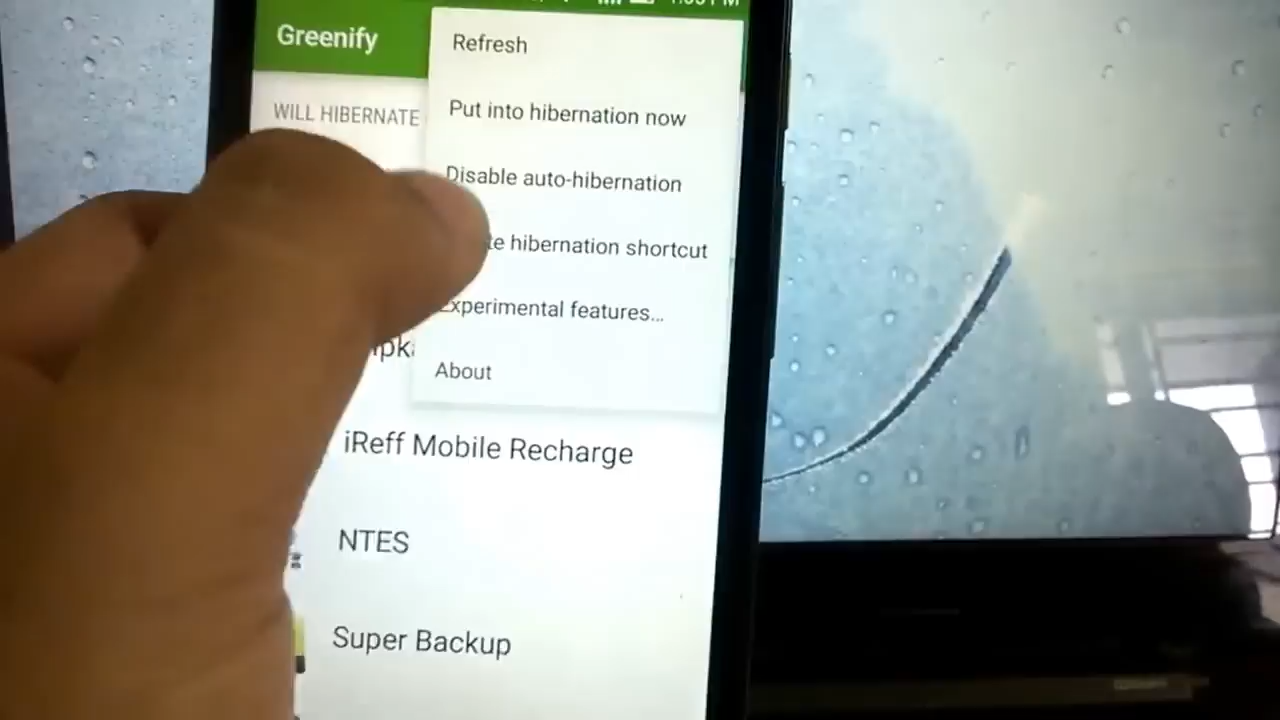 Greenify
Refresh
WILL HIBERNATE
Put into hibernation now
Disable auto-hibernation
hibernation shortcut
Experimental features...
About
iReff Mobile Recharge
NTES
Super Backup